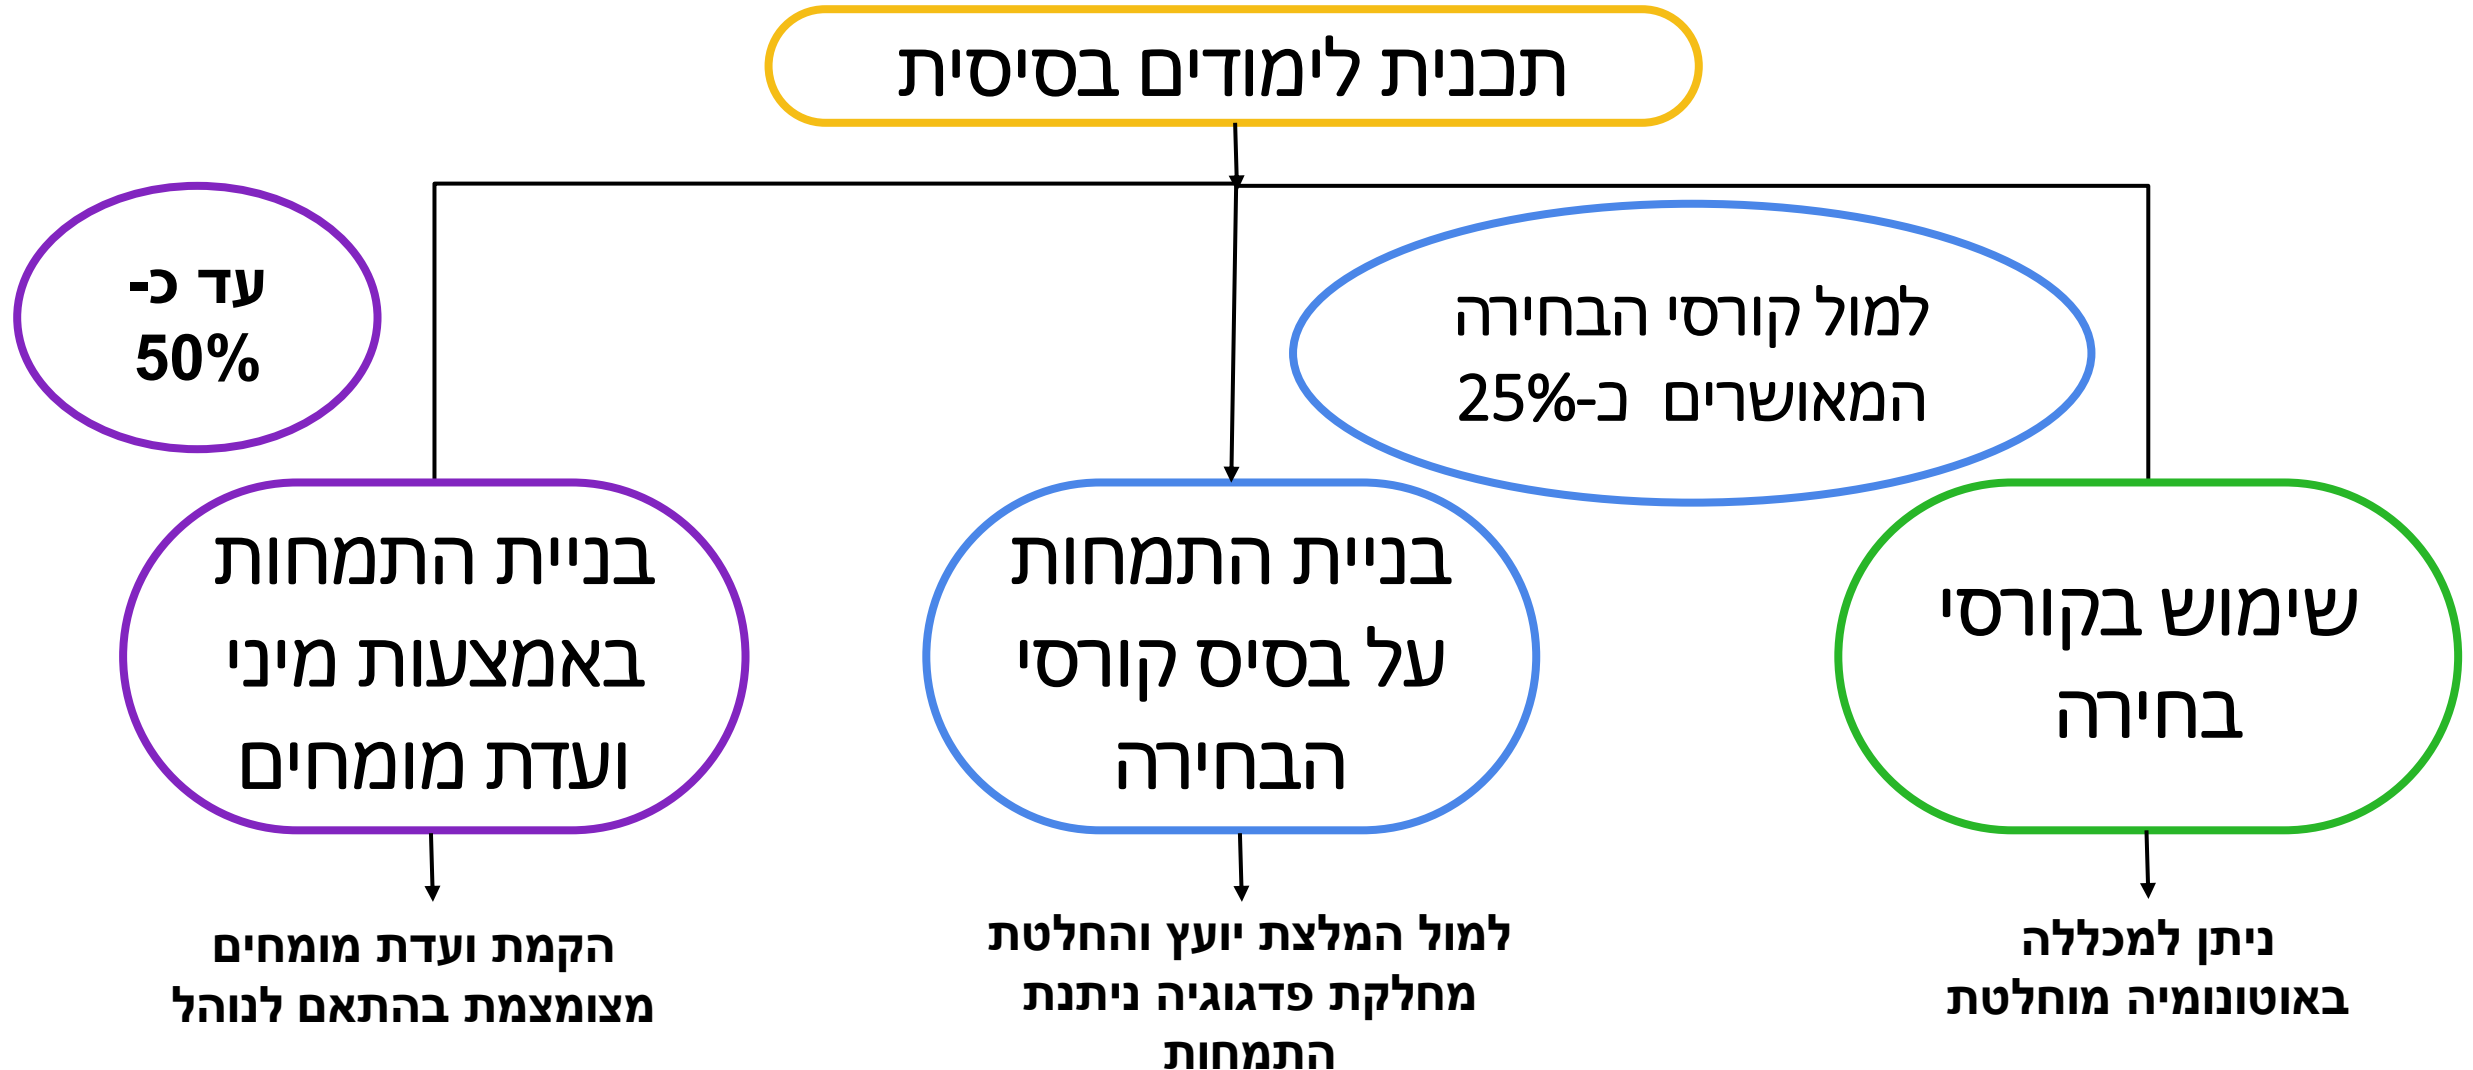 תכנית לימודים בסיסית
למול קורסי הבחירה
המאושרים  כ-25%
עד כ-
50%
שימוש בקורסי
בחירה
בניית התמחות
על בסיס קורסי
הבחירה
בניית התמחות
באמצעות מיני
ועדת מומחים
ניתן למכללה
באוטונומיה מוחלטת
למול המלצת יועץ והחלטת
מחלקת פדגוגיה ניתנת
התמחות
הקמת ועדת מומחים
מצומצמת בהתאם לנוהל